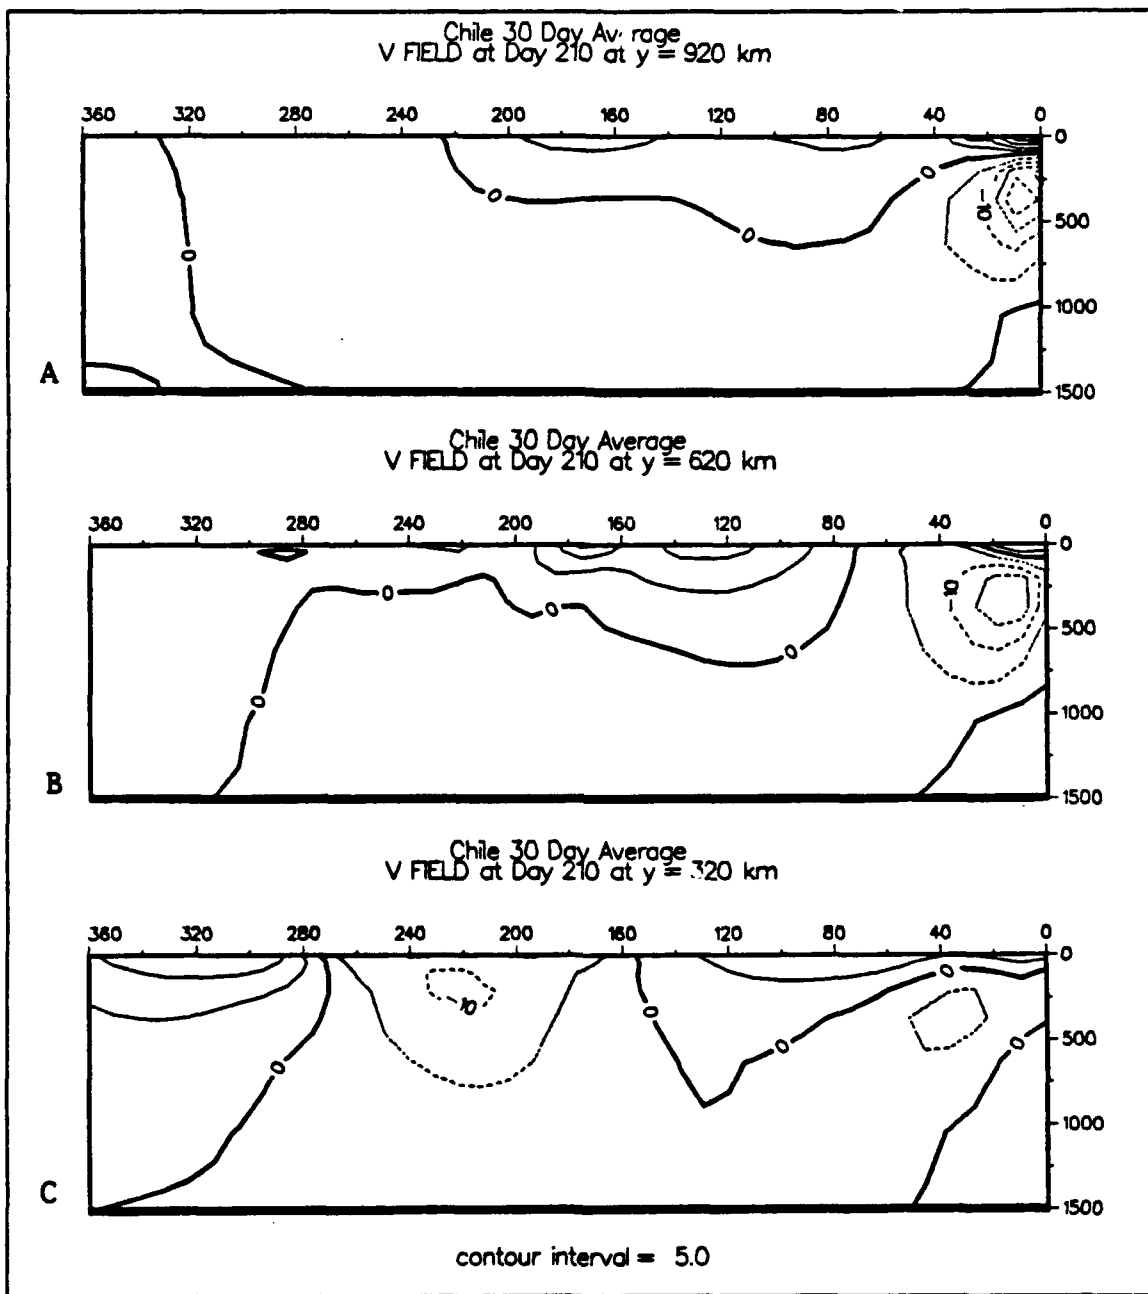 Chile 30 Day Av rage
V FIELD at Day 210 at y = 920 km
360 320 280 240 200 160 120 80 40 0
0
500
1000
1500
0 0 0 0 -10
A
Chile 30 Day Average
V FIELD at Day 210 at y = 620 km
360 320 280 240 200 160 120 80 40 0
0
500
1000
1500
0 0 0 0 -10
B
Chile 30 Day Average
V FIELD at Day 210 at y = 320 km
360 320 280 240 200 160 120 80 40 0
0
500
1000
1500
0 -10 0 0 0 0
C
contour interval = 5.0